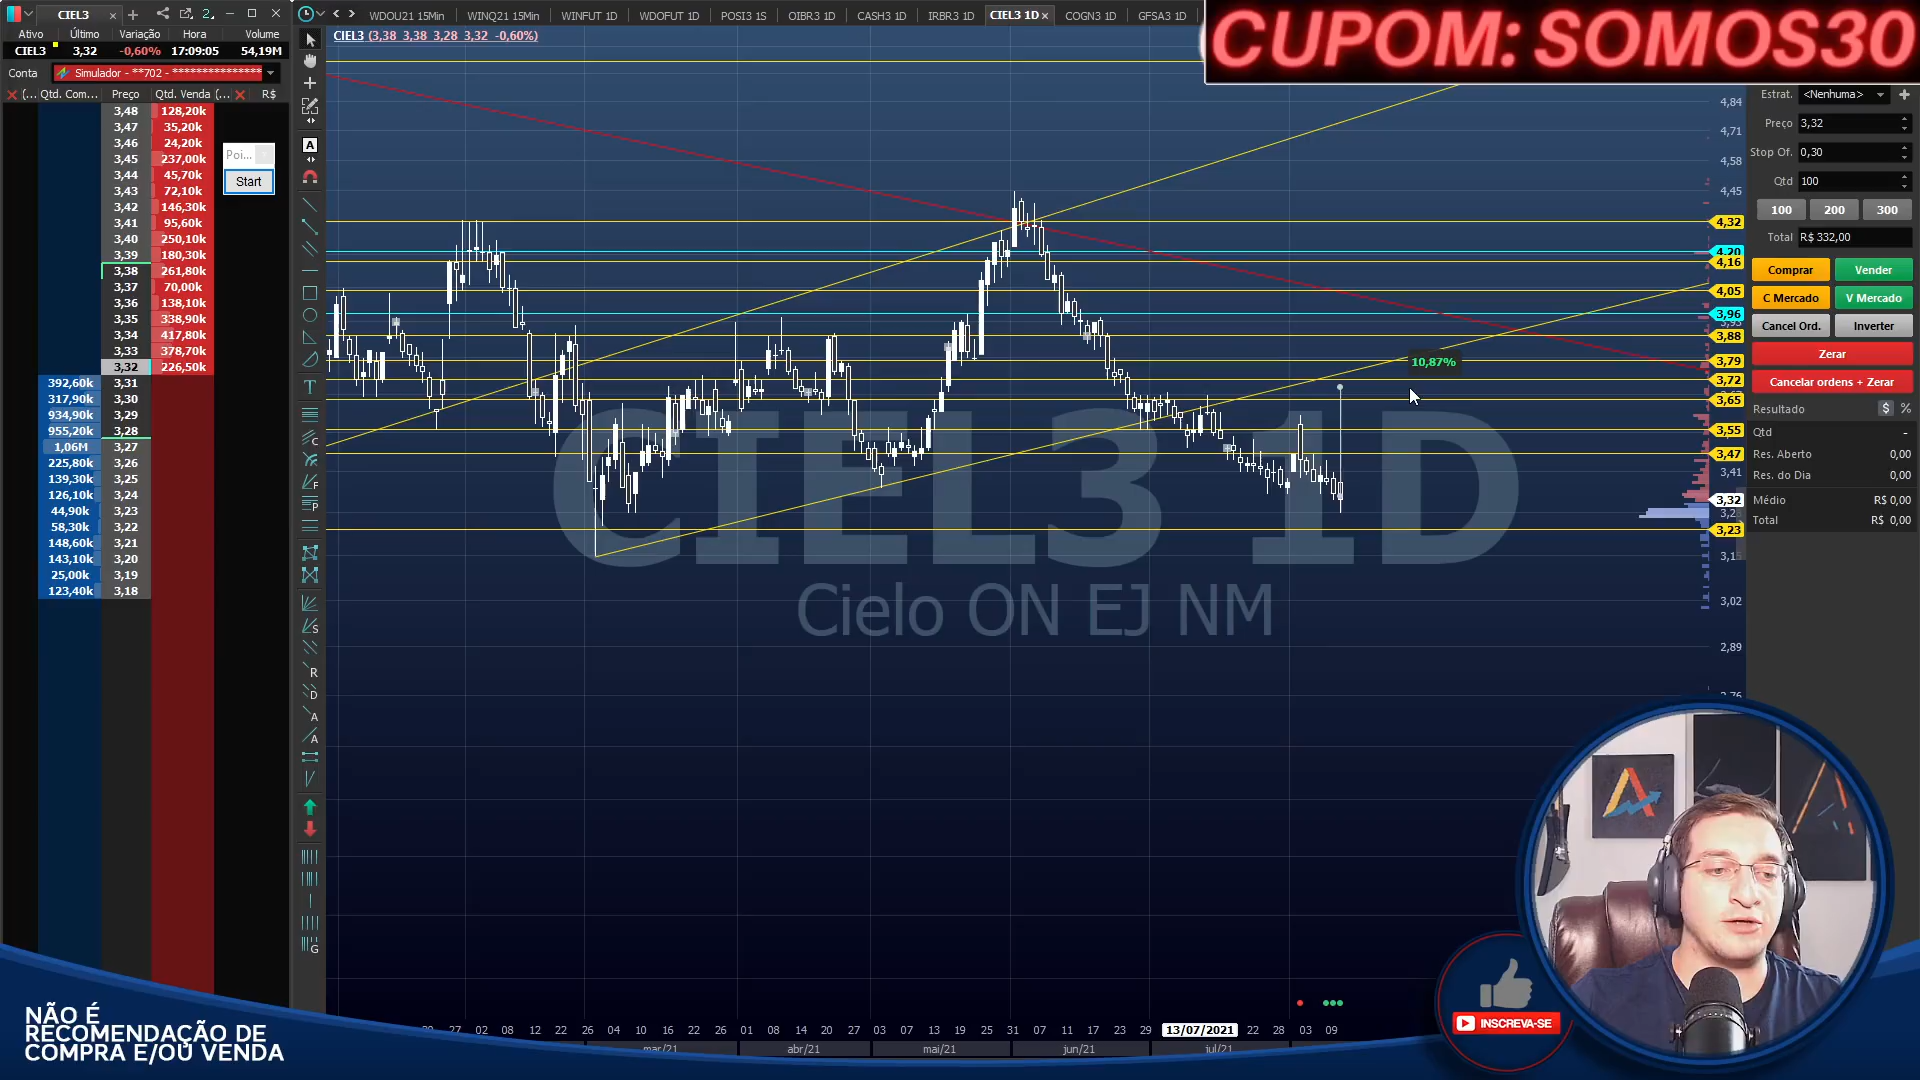 CIEL3
Ativo Último Variação Hora Volume
CIEL3 3,32 -0,60% 17:09:05 54,19M
Conta Simulador - **702 - ****************
(... Qtd. Com... Preço Qtd. Venda (... R$
3,48 128,20k
3,47 35,20k
3,46 24,20k
3,45 237,00k
3,44 45,70k
3,43 72,10k
3,42 146,30k
3,41 95,60k
3,40 250,10k
3,39 180,30k
3,38 261,80k
3,37 70,00k
3,36 138,10k
3,35 338,90k
3,34 417,80k
3,33 378,70k
3,32 226,50k
392,60k 3,31
317,90k 3,30
934,90k 3,29
955,20k 3,28
1,06M 3,27
225,80k 3,26
139,30k 3,25
126,10k 3,24
44,90k 3,23
58,30k 3,22
148,60k 3,21
143,10k 3,20
25,00k 3,19
123,40k 3,18
Poi...
Start
WDOU21 15Min WINQ21 15Min WINFUT 1D WDOFUT 1D POSI3 1S OIBR3 1D CASH3 1D IRBR3 1D CIEL3 1D COGN3 1D GFSA3 1D
CIEL3 (3,38 3,38 3,28 3,32 -0,60%)
CUPOM: SOMOS30
10,87%
CIEL3 1D
Cielo ON EJ NM
4,84
4,71
4,58
4,45
4,32
4,20
4,16
4,05
3,96
3,88
3,79
3,72
3,65
3,55
3,47
3,41
3,32
3,23
3,15
3,02
2,89
2,76
Estrat. <Nenhuma>
Preço 3,32
Stop Of. 0,30
Qtd 100
100 200 300
Total R$ 332,00
Comprar Vender
C Mercado V Mercado
Cancel Ord. Inverter
Zerar
Cancelar ordens + Zerar
Resultado $ %
Qtd -
Res. Aberto 0,00
Res. do Dia 0,00
Médio R$ 0,00
Total R$ 0,00
27 02 08 12 22 26 04 10 16 22 26 01 08 14 20 27 03 07 13 19 25 31 07 11 17 23 29 13/07/2021 22 28 03 09
mar/21 abr/21 mai/21 jun/21 jul/21
NÃO É
RECOMENDAÇÃO DE
COMPRA E/OU VENDA
INSCREVA-SE